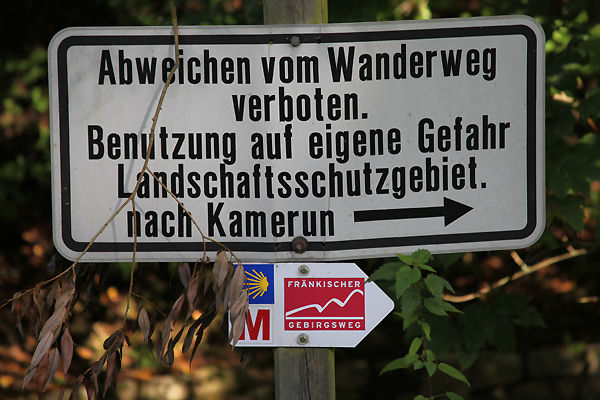 Abweichen vom Wanderweg
verboten.
Benutzung auf eigene Gefahr
Landschaftsschutzgebiet.
nach Kamerun
M
FRÄNKISCHER
GEBIRGSWEG